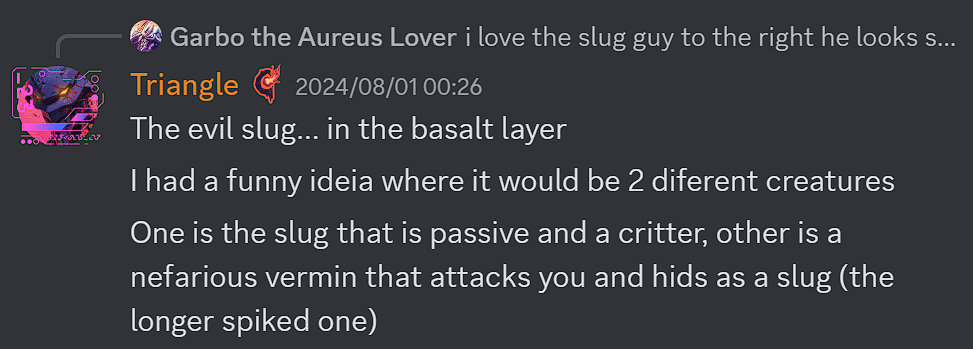 Garbo the Aureus Lover i love the slug guy to the right he looks s...
Triangle 2024/08/01 00:26
The evil slug... in the basalt layer
I had a funny ideia where it would be 2 diferent creatures
One is the slug that is passive and a critter, other is a
nefarious vermin that attacks you and hids as a slug (the
longer spiked one)